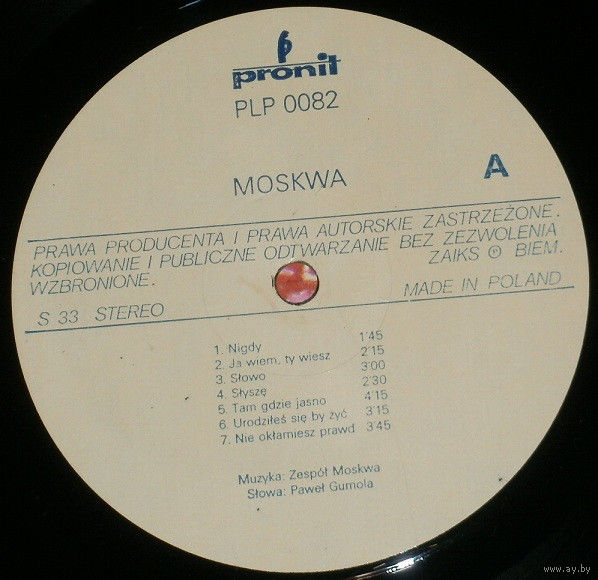 pronit
PLP 0082
MOSKWA
A
PRAWA PRODUCENTA I PRAWA AUTORSKIE ZASTRZEŻONE.
KOPIOWANIE I PUBLICZNE ODTWARZANIE BEZ ZEZWOLENIA
WZBRONIONE. ZAIKS ℗ BIEM.
S 33 STEREO MADE IN POLAND
1. Nigdy 1'45
2. Ja wiem, ty wiesz 2'15
3. Słowo 3'00
4. Słyszę 2'30
5. Tam gdzie jasno 4'15
6. Urodziłeś się by żyć 3'15
7. Nie okłamiesz prawd 3'45
Muzyka: Zespół Moskwa
Słowa: Paweł Gumola
www.ay.by